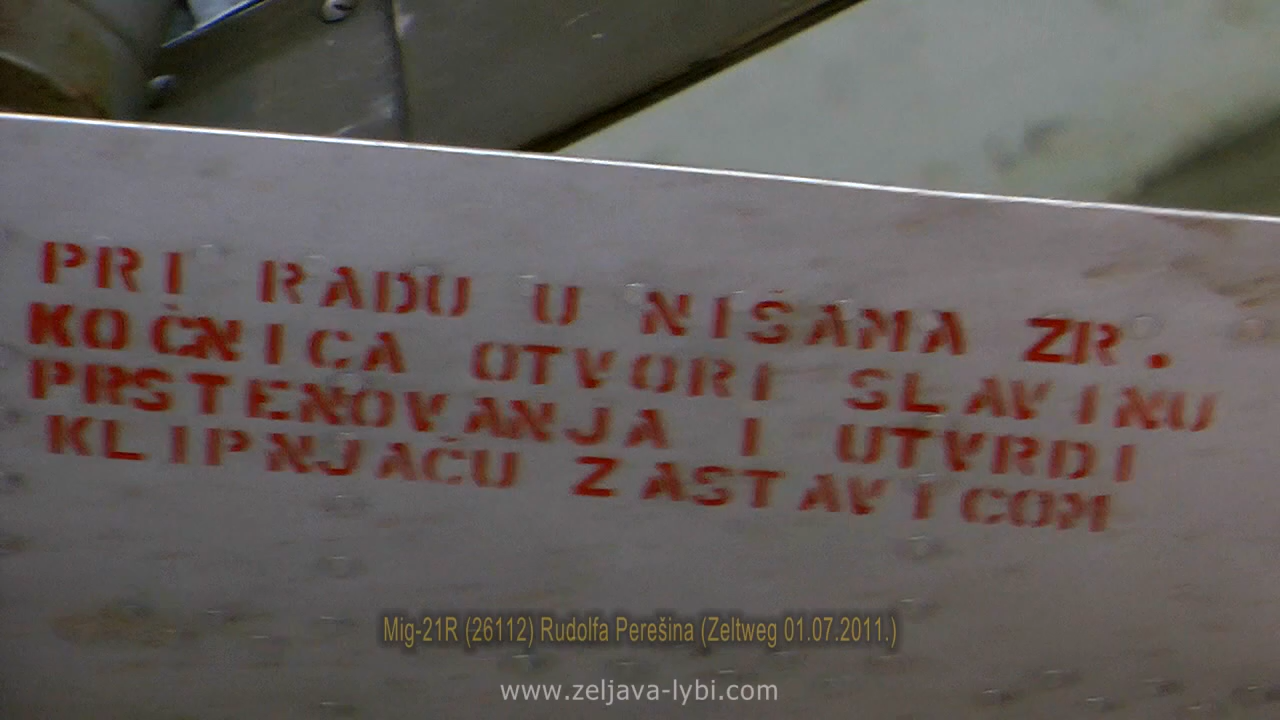 PRI RADU U NIŠAMA ZR.
KOČNICA OTVORI SLAVINU
PRSTENOVANJA I UTVRDI
KLIPNJAČU ZASTAVICOM
Mig-21R (26112) Rudolfa Perešina (Zeltweg 01.07.2011.)
www.zeljava-lybi.com